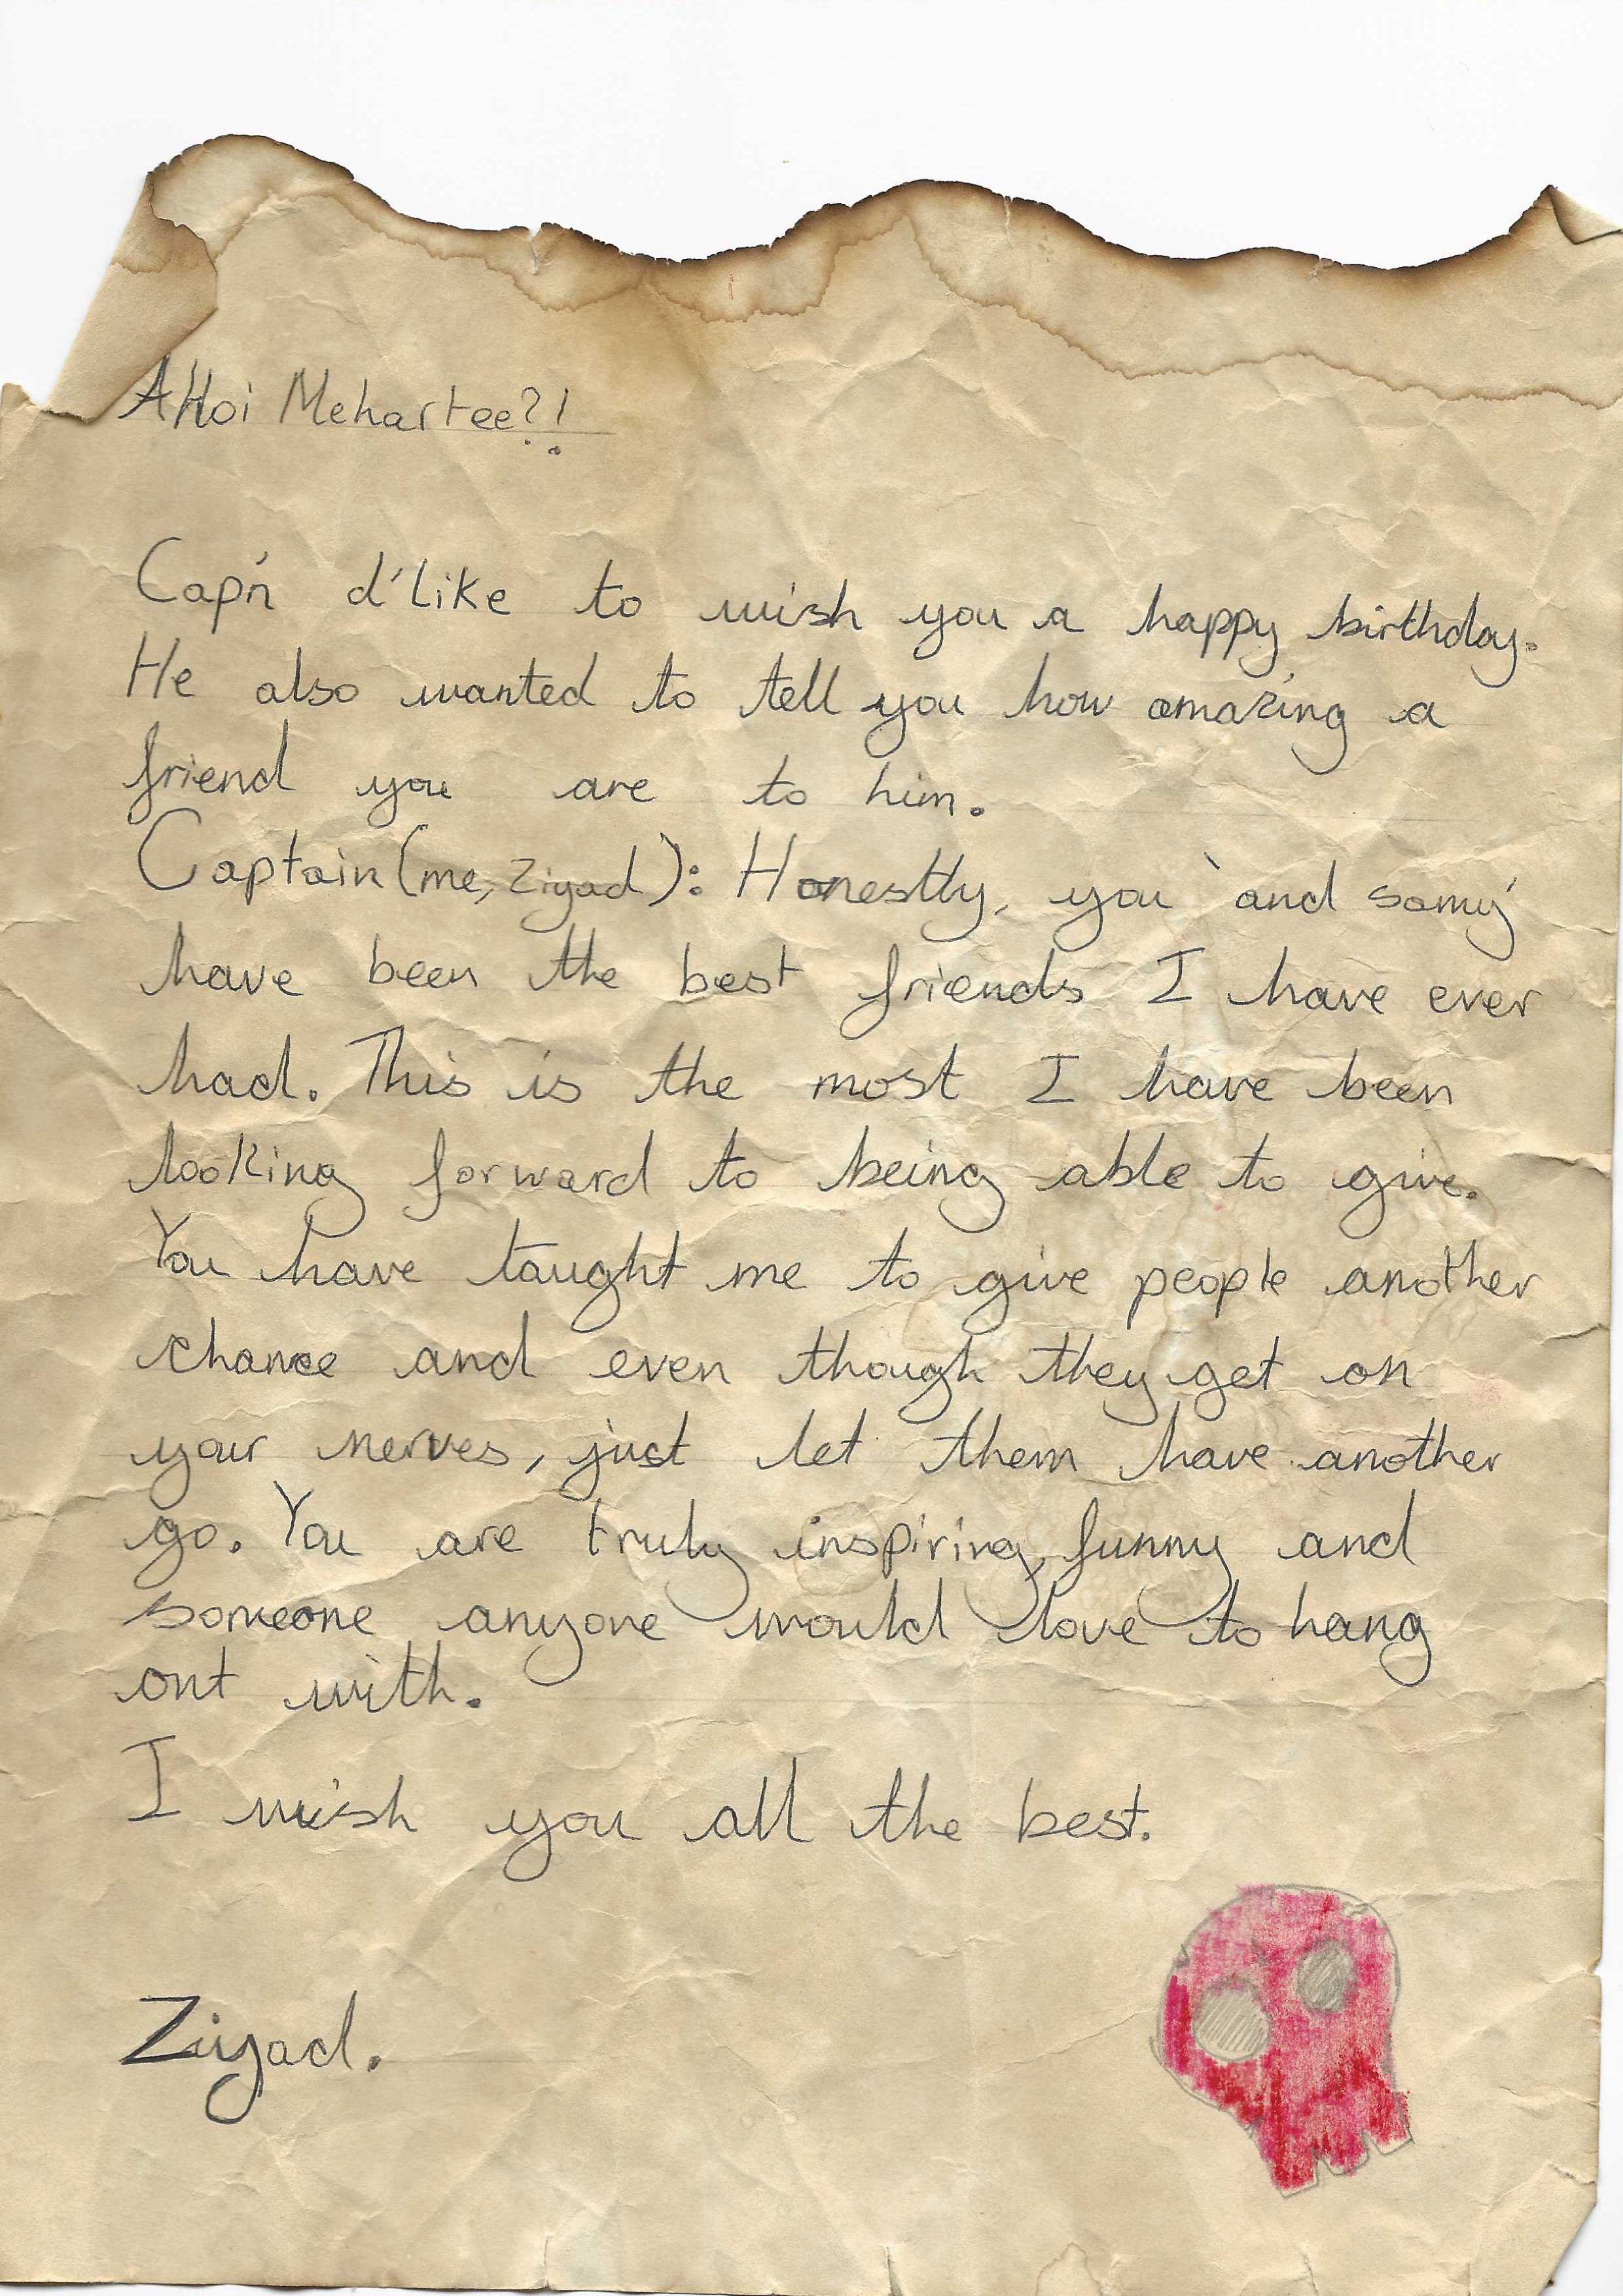 AHoi Mehartee?!
Cap'n d'like to wish you a happy birthday.
He also wanted to tell you how amazing a
friend you are to him.
Captain (me, Ziyad): Honestly, you 'and samy'
have been the best friends I have ever
had. This is the most I have been
looking forward to being able to give.
You have taught me to give people another
chance and even though they get on
your nerves, just let them have another
go. You are truly inspiring, funny and
someone anyone would love to hang
out with.
I wish you all the best.
Ziyad.